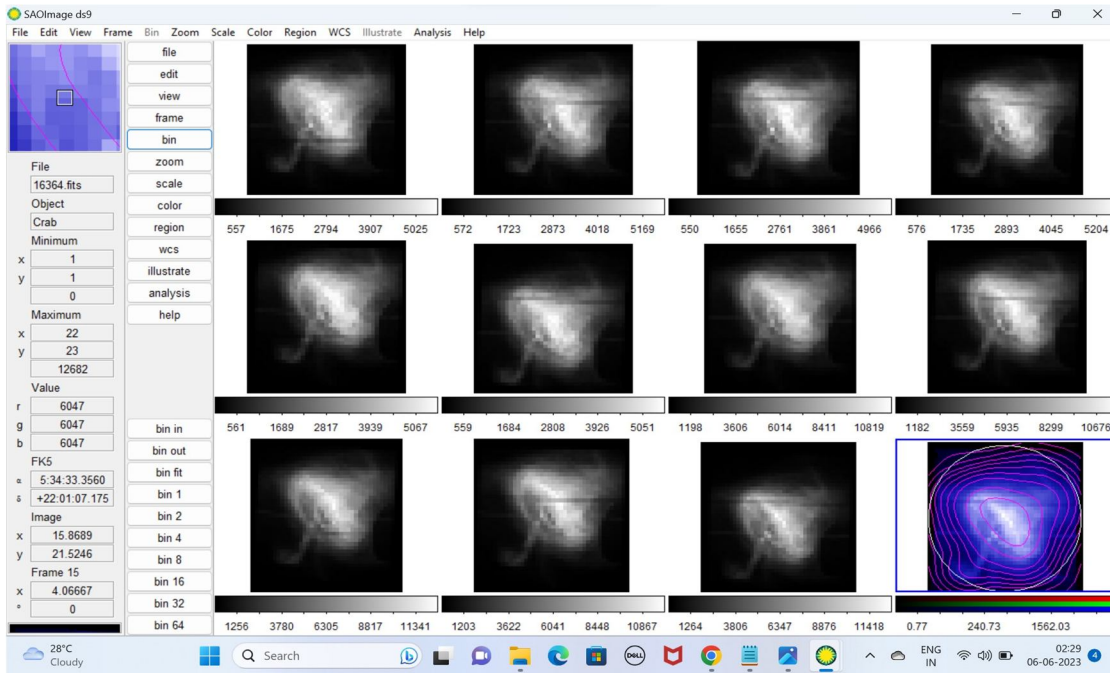 SAOImage ds9
File Edit View Frame Bin Zoom Scale Color Region WCS Illustrate Analysis Help
File
16364.fits
Object
Crab
Minimum
x 1
y 1
0
Maximum
x 22
y 23
12682
Value
r 6047
g 6047
b 6047
FK5
α 5:34:33.3560
δ +22:01:07.175
Image
x 15.8689
y 21.5246
Frame 15
x 4.06667
° 0
file
edit
view
frame
bin
zoom
scale
color
region
wcs
illustrate
analysis
help
bin in
bin out
bin fit
bin 1
bin 2
bin 4
bin 8
bin 16
bin 32
bin 64
557 1675 2794 3907 5025
572 1723 2873 4018 5169
550 1655 2761 3861 4966
576 1735 2893 4045 5204
561 1689 2817 3939 5067
559 1684 2808 3926 5051
1198 3606 6014 8411 10819
1182 3559 5935 8299 10676
1256 3780 6305 8817 11341
1203 3622 6041 8448 10867
1264 3806 6347 8876 11418
0.77 240.73 1562.03
28°C
Cloudy
Search
DELL
ENG
IN
02:29
06-06-2023
4